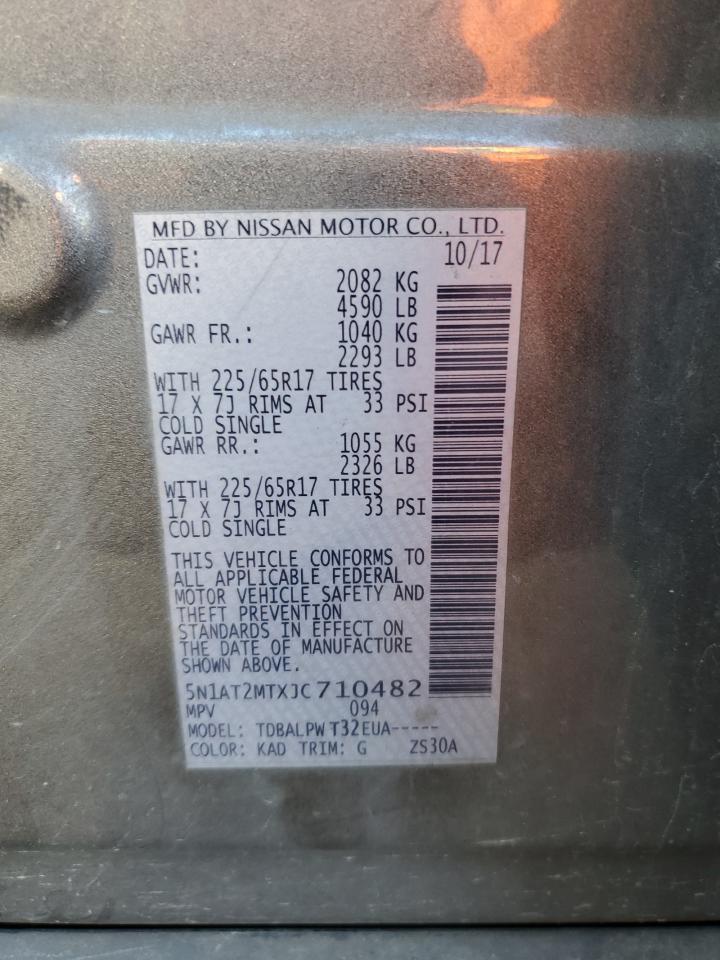 MFD BY NISSAN MOTOR CO., LTD.
DATE: 10/17
GVWR: 2082 KG
4590 LB
GAWR FR.: 1040 KG
2293 LB
WITH 225/65R17 TIRES
17 X 7J RIMS AT 33 PSI
COLD SINGLE
GAWR RR.: 1055 KG
2326 LB
WITH 225/65R17 TIRES
17 X 7J RIMS AT 33 PSI
COLD SINGLE
THIS VEHICLE CONFORMS TO
ALL APPLICABLE FEDERAL
MOTOR VEHICLE SAFETY AND
THEFT PREVENTION
STANDARDS IN EFFECT ON
THE DATE OF MANUFACTURE
SHOWN ABOVE.
5N1AT2MTXJC710482
MPV 094
MODEL: TDBALPW T32EUA-----
COLOR: KAD TRIM: G ZS30A